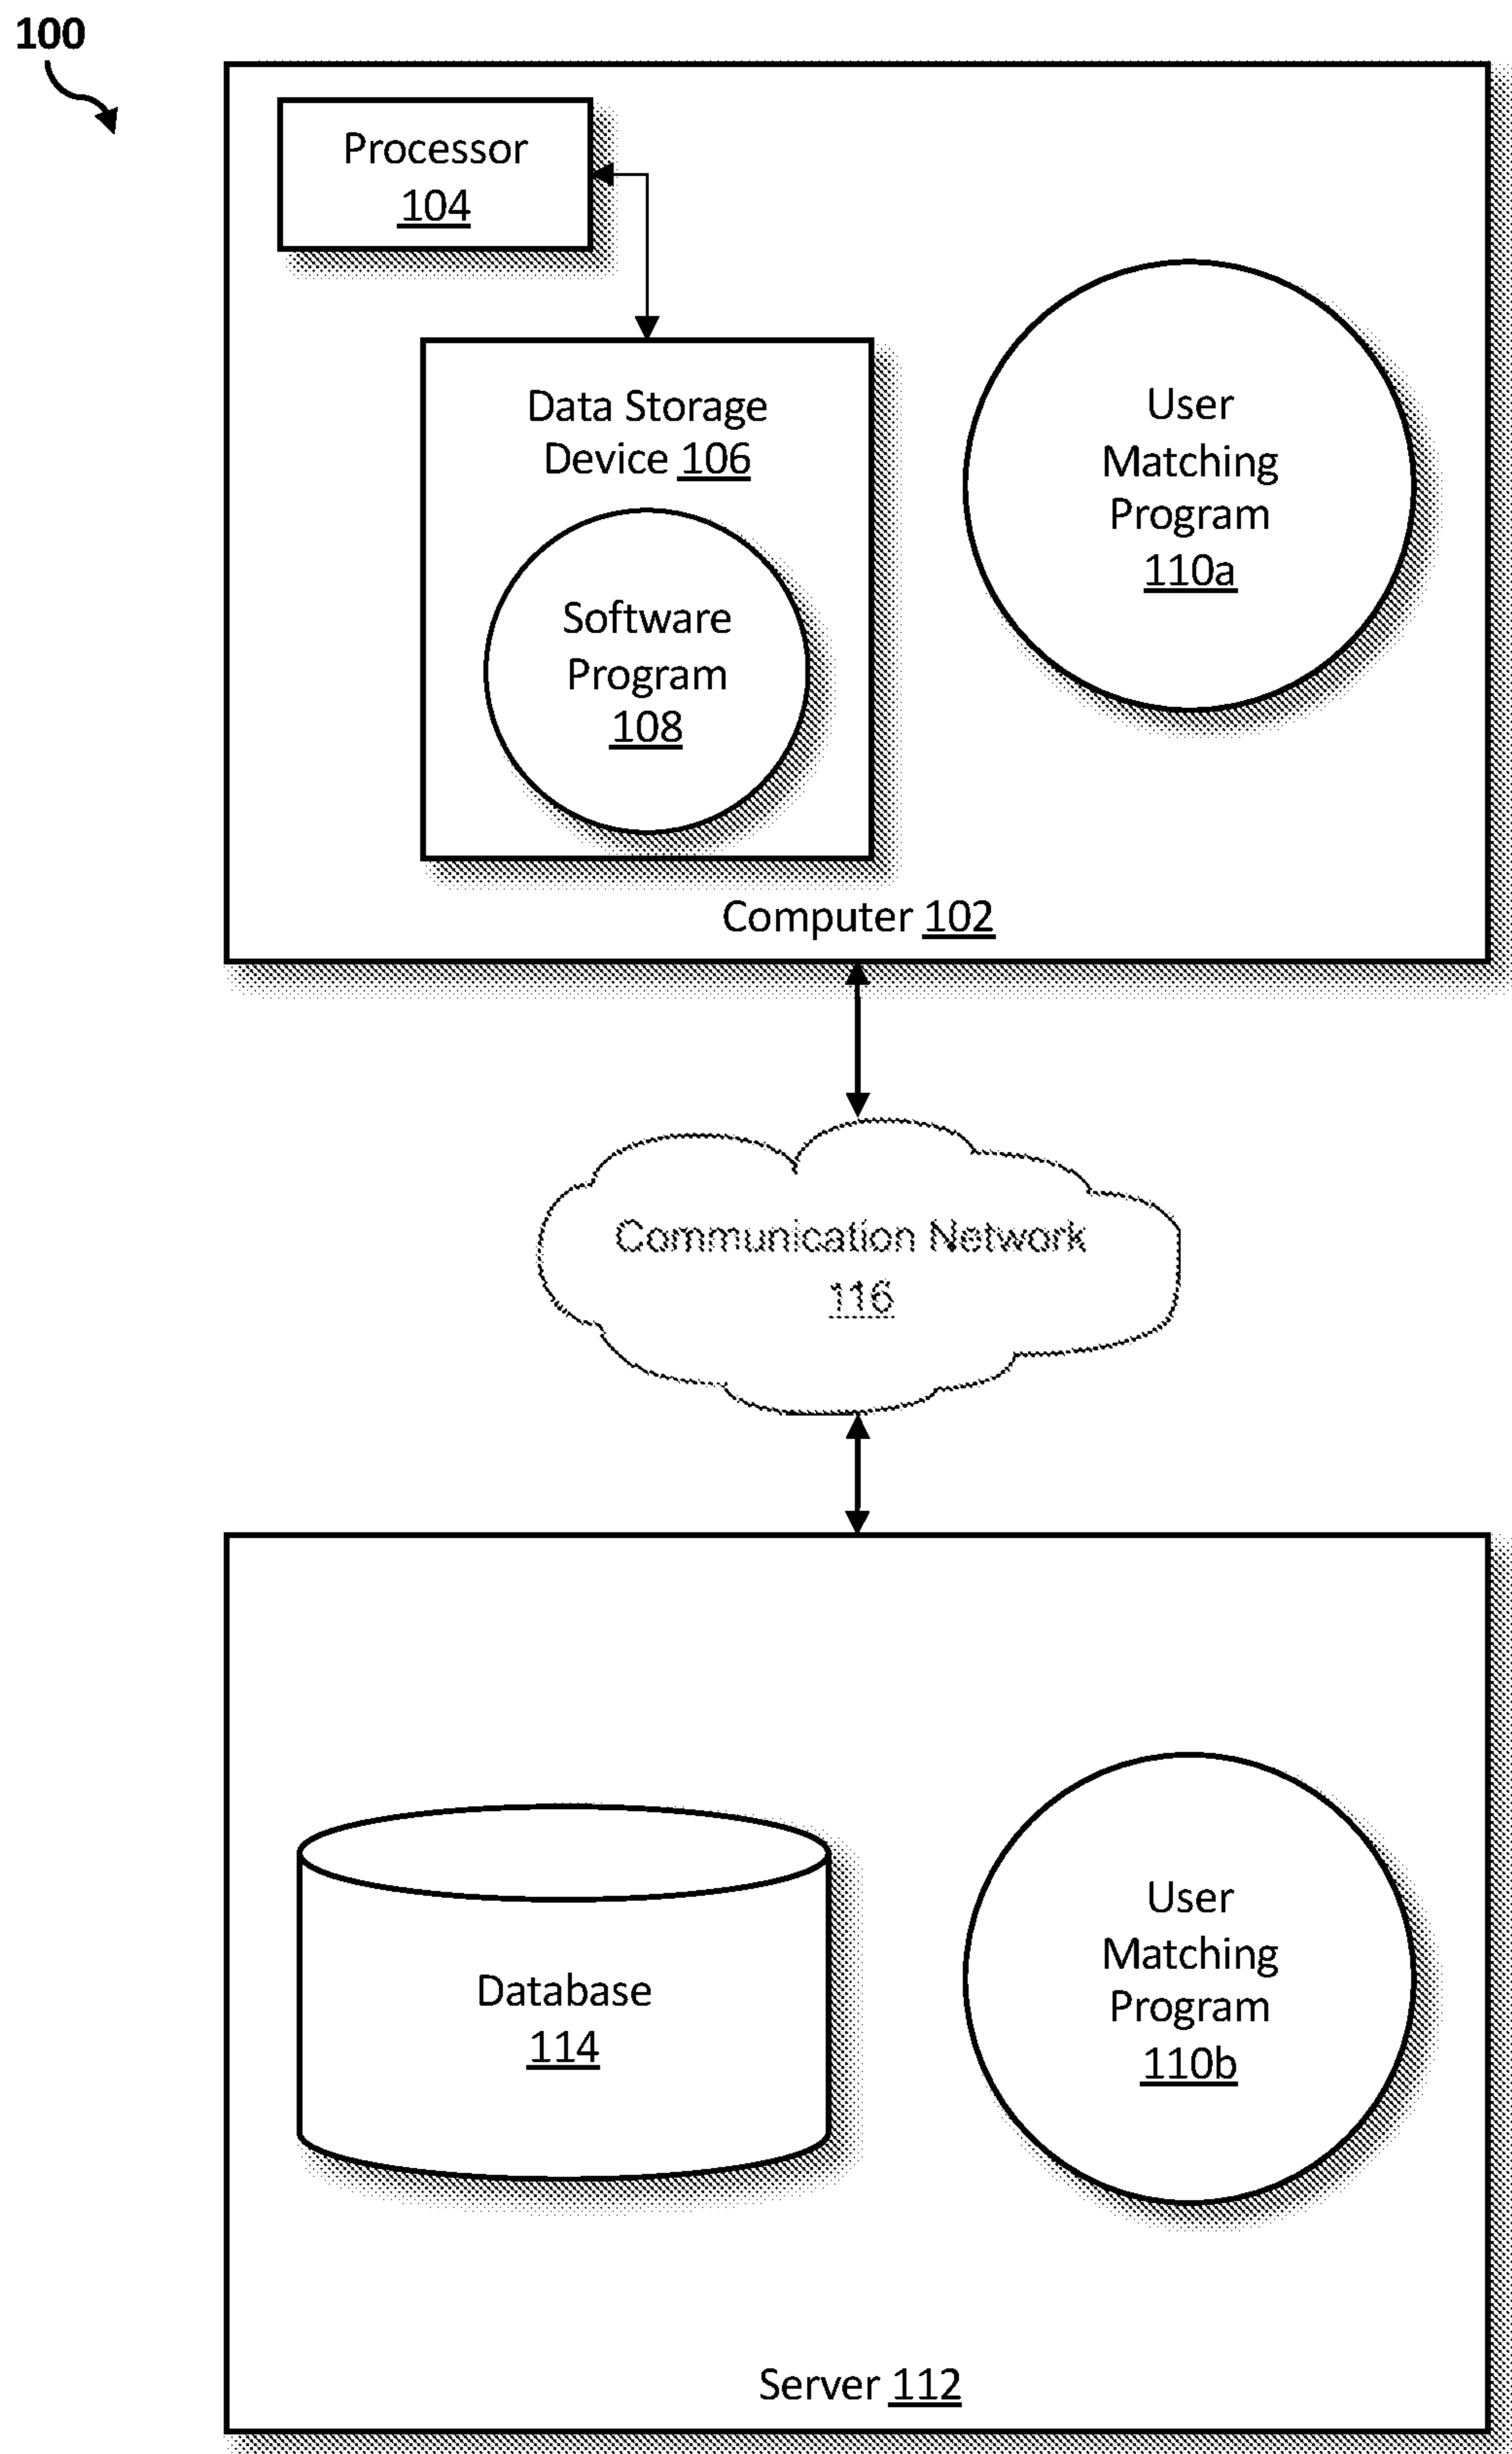 100
Processor
104
Data Storage
Device 106
Software
Program
108
User
Matching
Program
110a
Computer 102
Communication Network
116
Database
114
User
Matching
Program
110b
Server 112